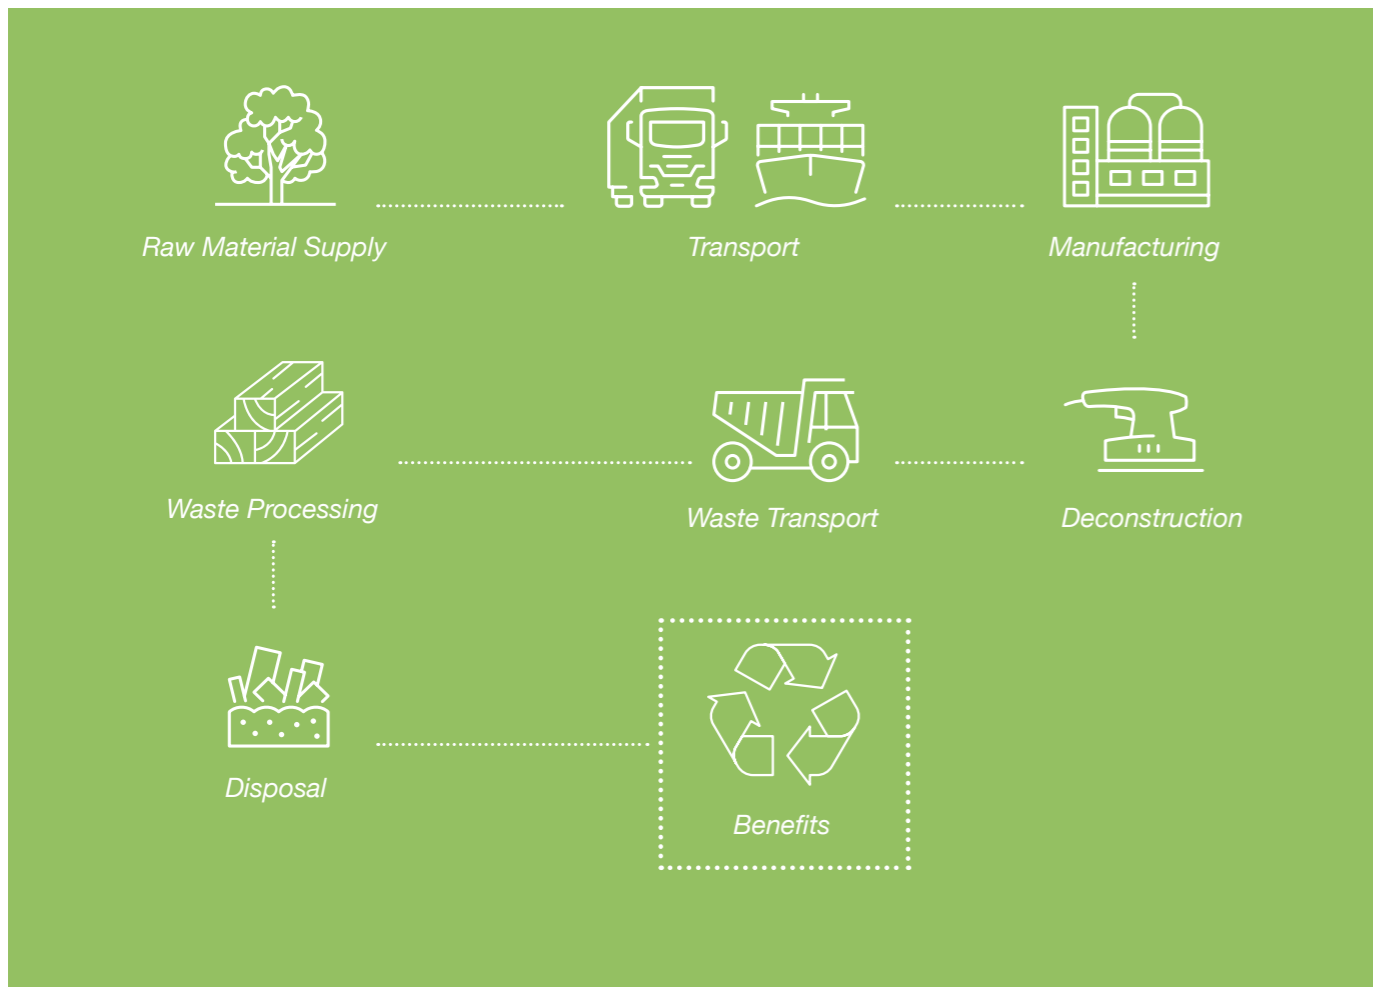 Raw Material Supply
Transport
Manufacturing
Waste Processing
Waste Transport
Deconstruction
Disposal
Benefits